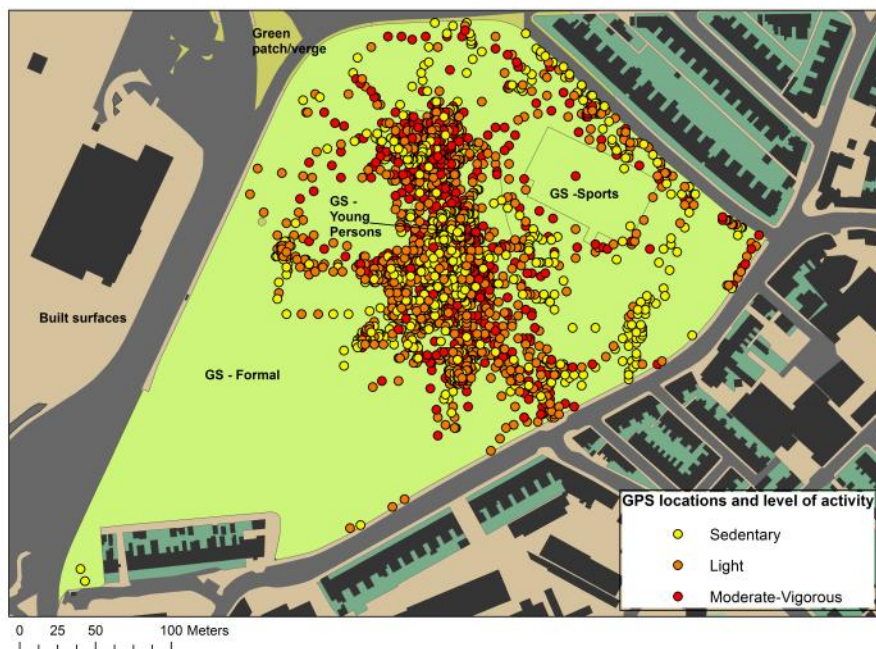 Green
patch/verge
GS -Sports
GS -
Young
Persons
Built surfaces
GS - Formal
GPS locations and level of activity
Sedentary
Light
Moderate-Vigorous
0 25 50 100 Meters